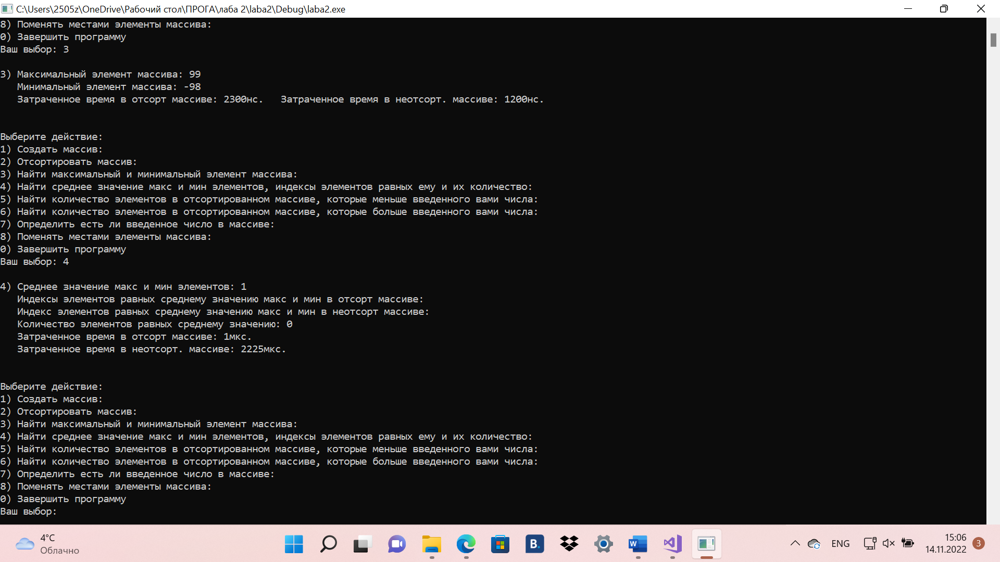 C:\Users\2505z\OneDrive\Рабочий стол\ПРОГА\лаба 2\laba2\Debug\laba2.exe
8) Поменять местами элементы массива:
0) Завершить программу
Ваш выбор: 3
3) Максимальный элемент массива: 99
Минимальный элемент массива: -98
Затраченное время в отсорт массиве: 2300нс.   Затраченное время в неотсорт. массиве: 1200нс.
Выберите действие:
1) Создать массив:
2) Отсортировать массив:
3) Найти максимальный и минимальный элемент массива:
4) Найти среднее значение макс и мин элементов, индексы элементов равных ему и их количество:
5) Найти количество элементов в отсортированном массиве, которые меньше введенного вами числа:
6) Найти количество элементов в отсортированном массиве, которые больше введенного вами числа:
7) Определить есть ли введенное число в массиве:
8) Поменять местами элементы массива:
0) Завершить программу
Ваш выбор: 4
4) Среднее значение макс и мин элементов: 1
Индексы элементов равных среднему значению макс и мин в отсорт массиве:
Индекс элементов равных среднему значению макс и мин в неотсорт массиве:
Количество элементов равных среднему значению: 0
Затраченное время в отсорт массиве: 1мкс.
Затраченное время в неотсорт. массиве: 2225мкс.
Выберите действие:
1) Создать массив:
2) Отсортировать массив:
3) Найти максимальный и минимальный элемент массива:
4) Найти среднее значение макс и мин элементов, индексы элементов равных ему и их количество:
5) Найти количество элементов в отсортированном массиве, которые меньше введенного вами числа:
6) Найти количество элементов в отсортированном массиве, которые больше введенного вами числа:
7) Определить есть ли введенное число в массиве:
8) Поменять местами элементы массива:
0) Завершить программу
Ваш выбор:
4°C
Облачно
B.
W
ENG
15:06
14.11.2022
3